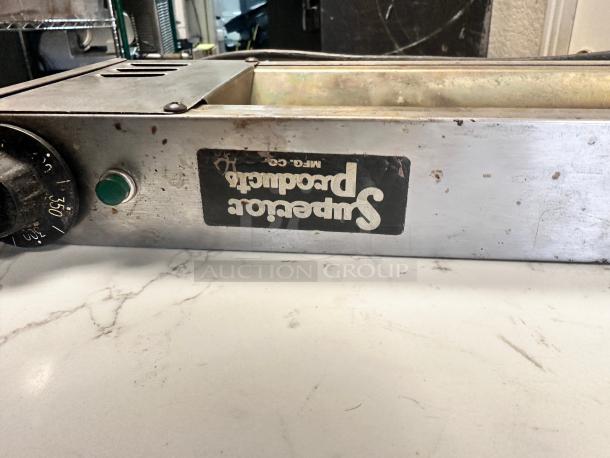 Superior
Products
MFG. CO.
350
AUCTION GROUP